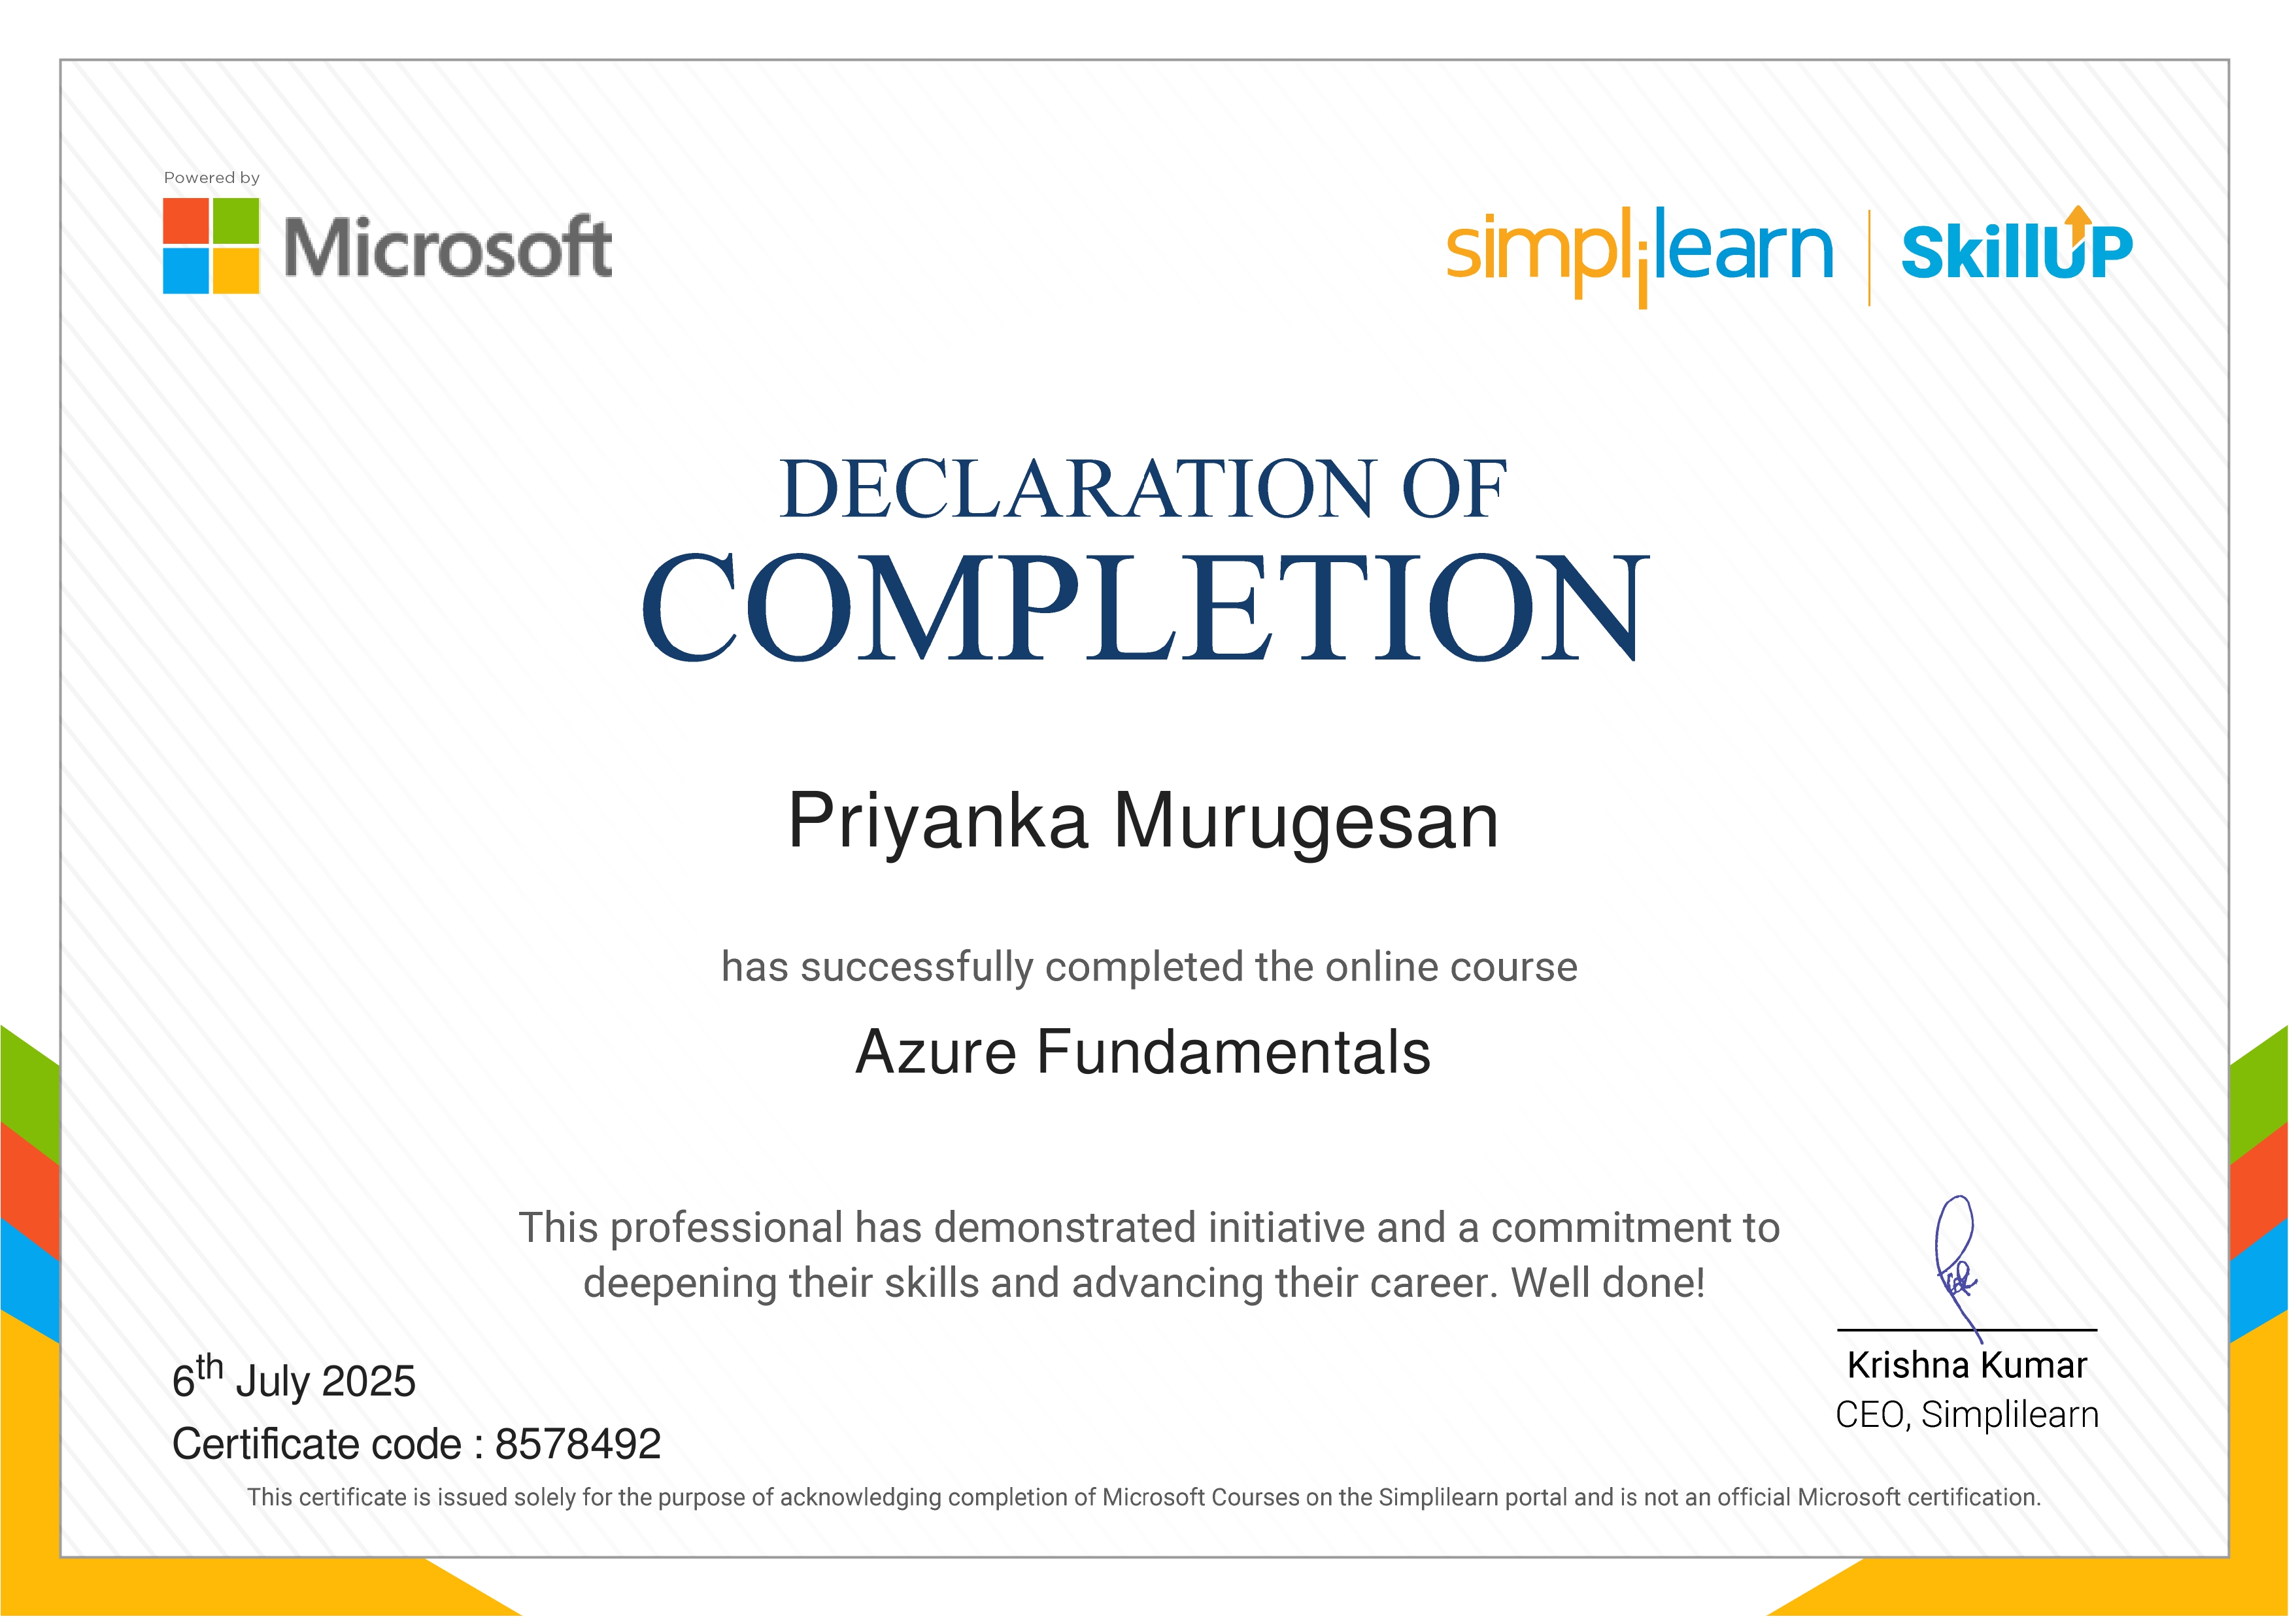 Powered by
Microsoft
simplilearn | SkillUP
DECLARATION OF
COMPLETION
Priyanka Murugesan
has successfully completed the online course
Azure Fundamentals
This professional has demonstrated initiative and a commitment to
deepening their skills and advancing their career. Well done!
6th July 2025
Certificate code : 8578492
Krishna Kumar
CEO, Simplilearn
This certificate is issued solely for the purpose of acknowledging completion of Microsoft Courses on the Simplilearn portal and is not an official Microsoft certification.